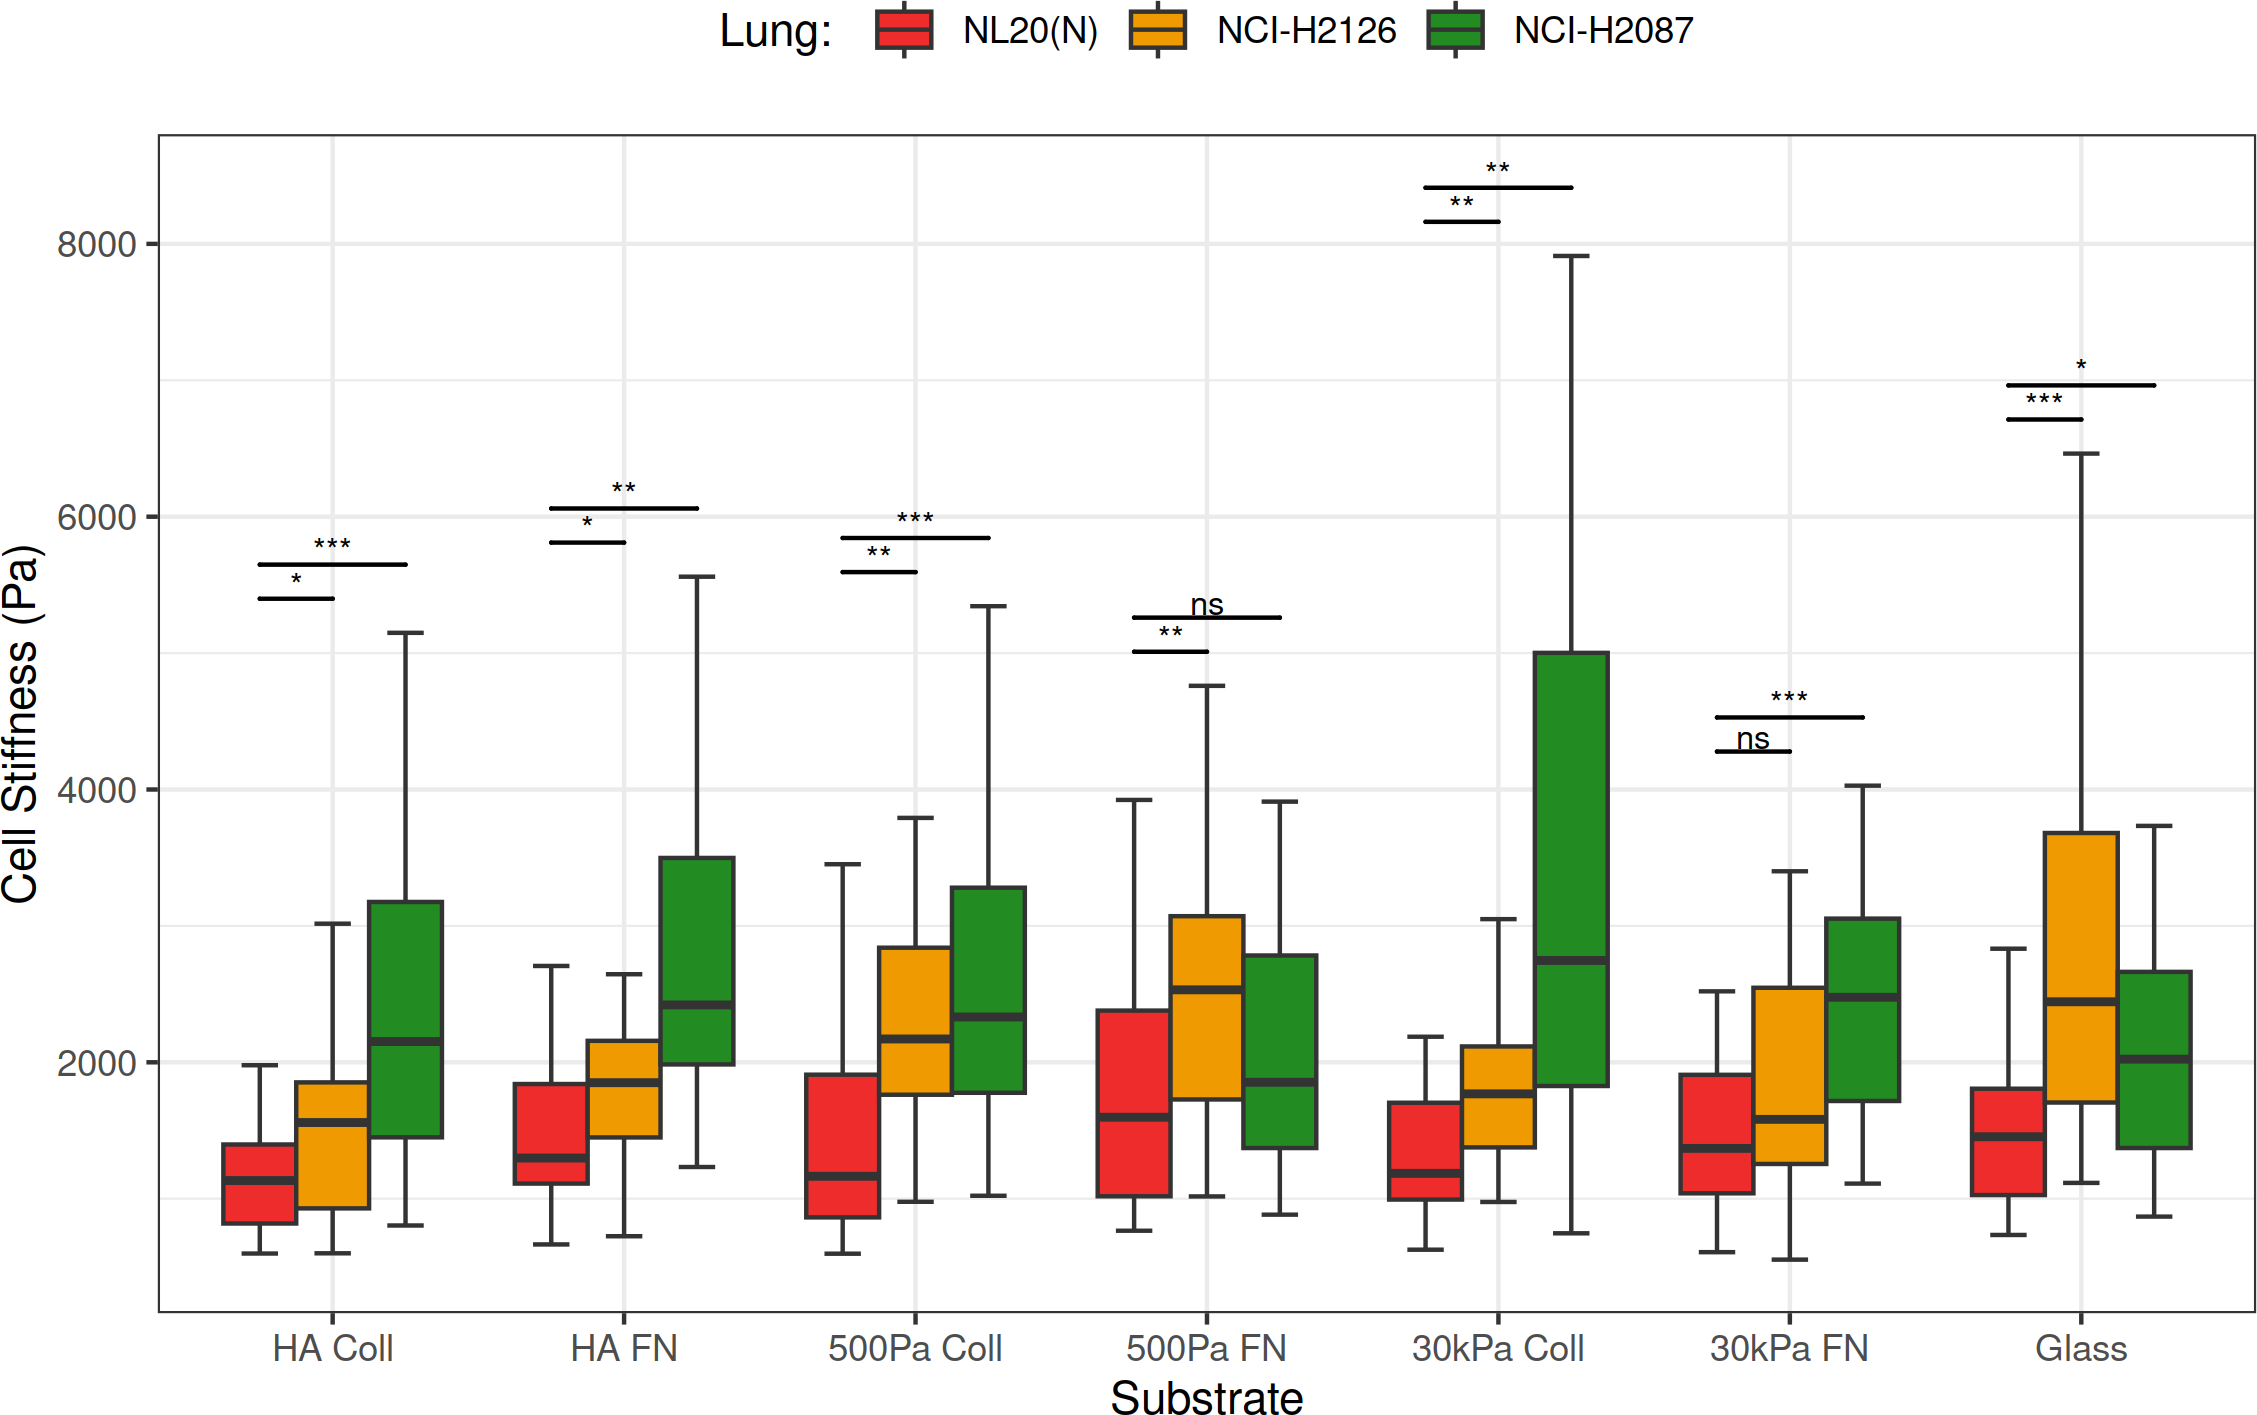 Lung: NL20(N) NCI-H2126 NCI-H2087
**
**
8000
*
***
**
***
6000
*
***
**
*
ns
**
***
ns
4000
2000
Cell Stiffness (Pa)
HA Coll HA FN 500Pa Coll 500Pa FN 30kPa Coll 30kPa FN Glass
Substrate